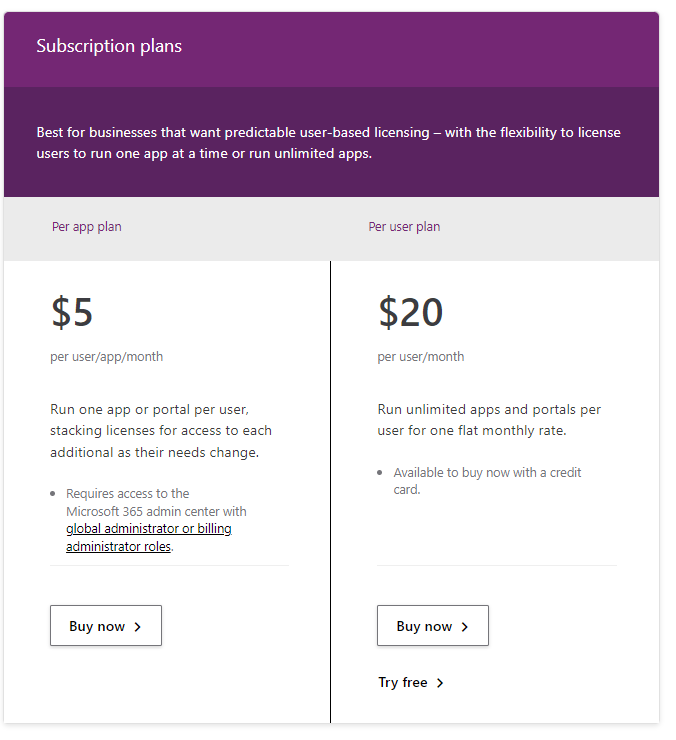 Subscription plans
Best for businesses that want predictable user-based licensing – with the flexibility to license
users to run one app at a time or run unlimited apps.
Per app plan
Per user plan
$5
per user/app/month
Run one app or portal per user,
stacking licenses for access to each
additional as their needs change.
Requires access to the
Microsoft 365 admin center with
global administrator or billing
administrator roles.
Buy now
$20
per user/month
Run unlimited apps and portals per
user for one flat monthly rate.
Available to buy now with a credit
card.
Buy now
Try free